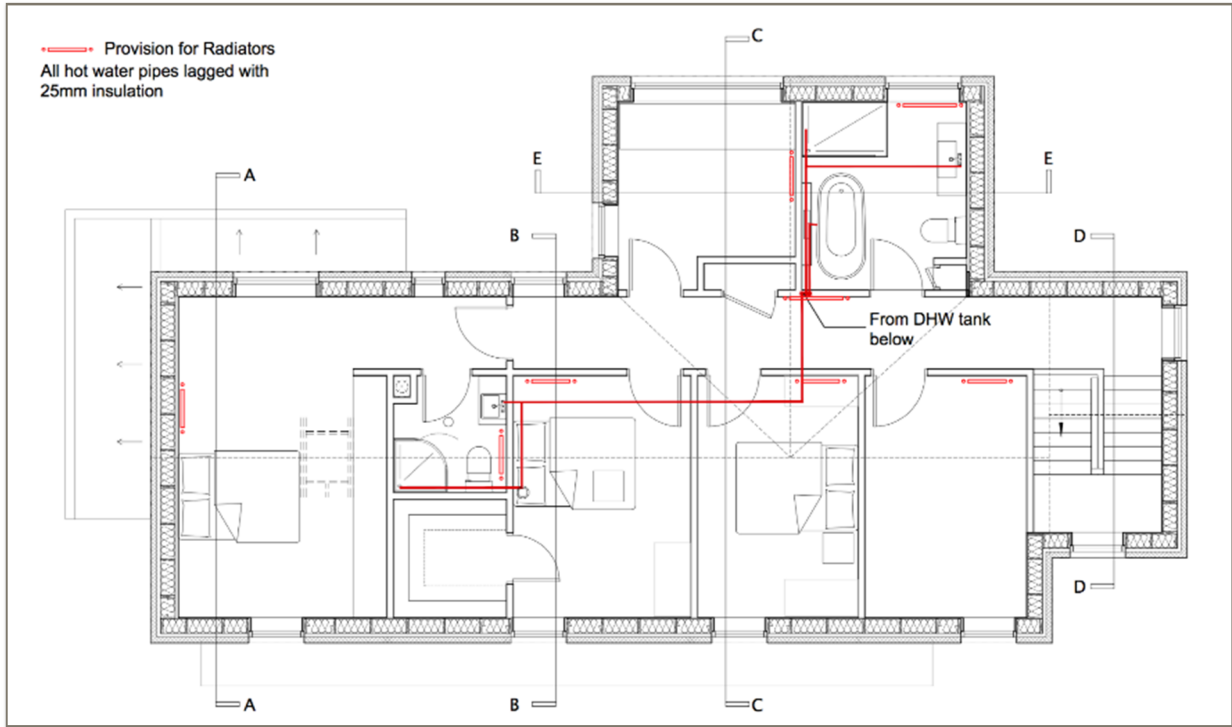 Provision for Radiators
All hot water pipes lagged with
25mm insulation
C
E
E
A
B
D
From DHW tank
below
D
A
B
C